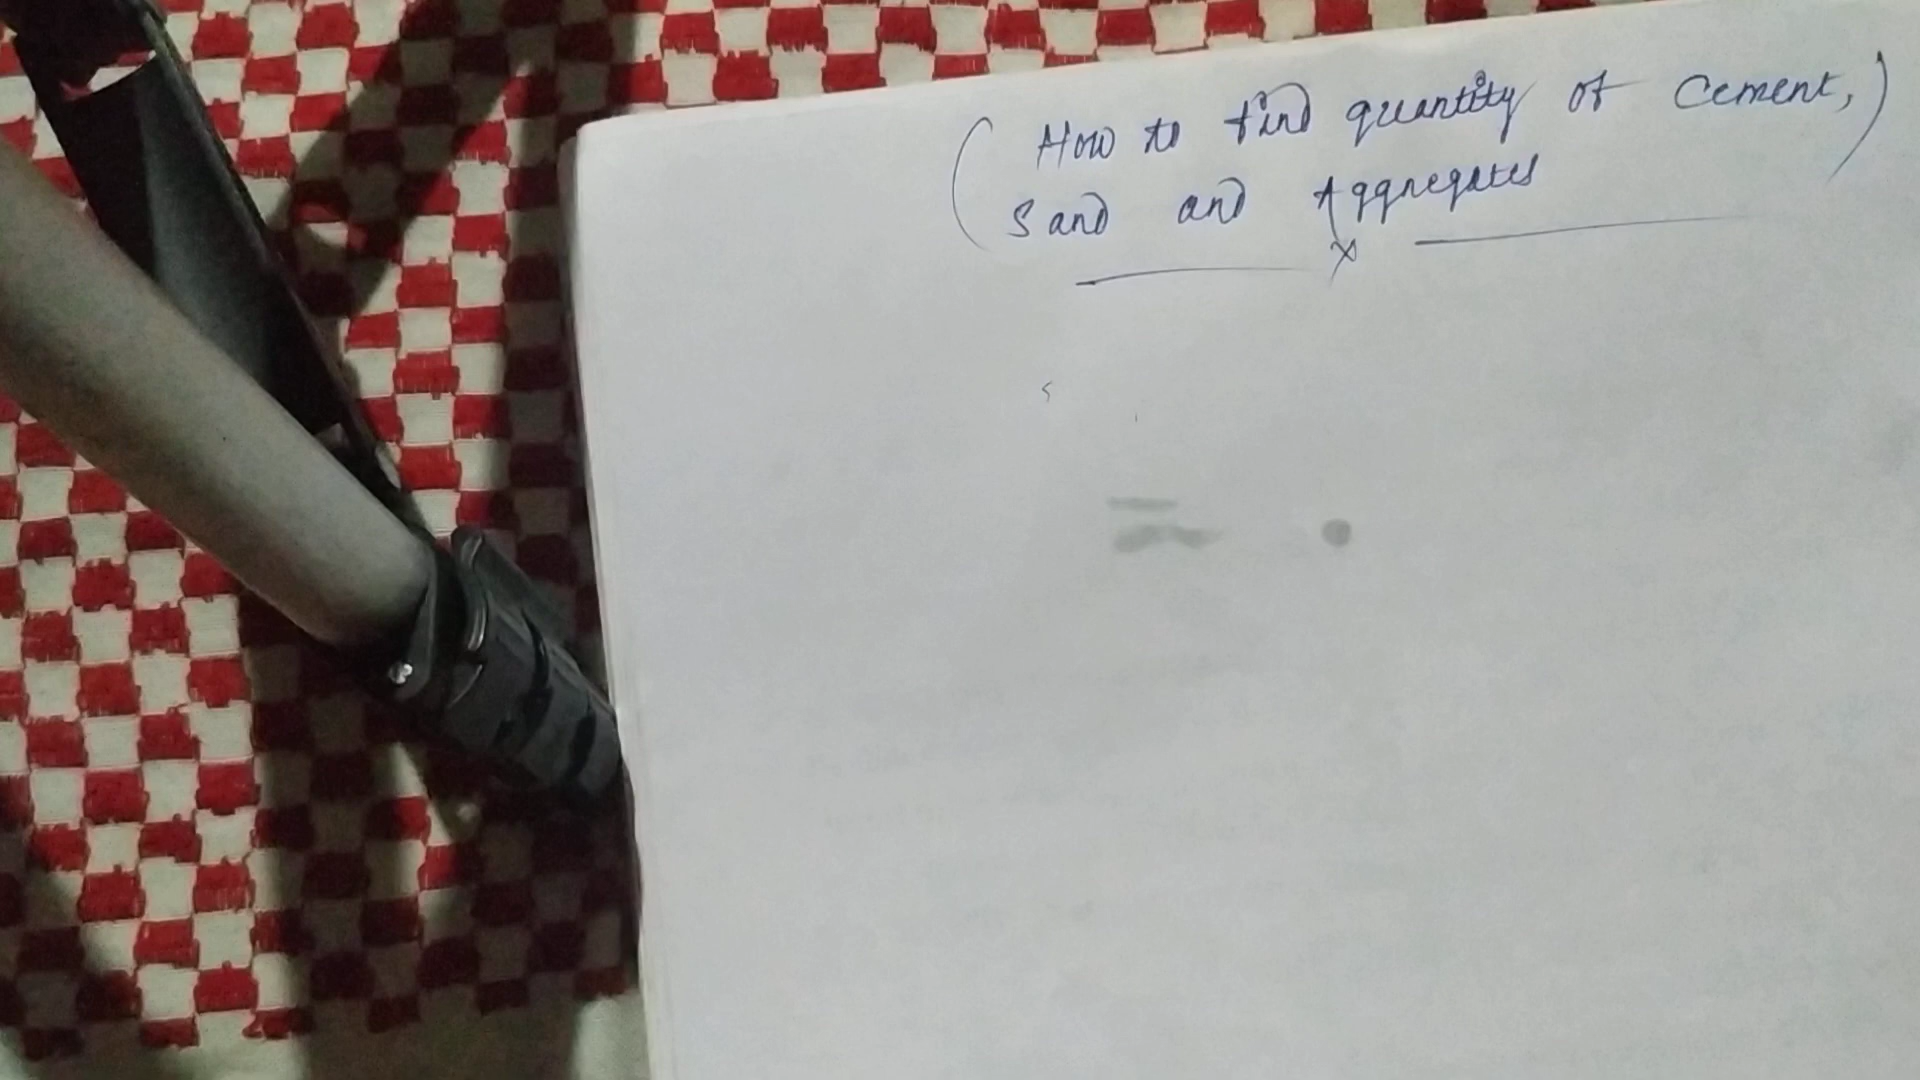 (How to find quantity of Cement,)
Sand and Aggregates
x